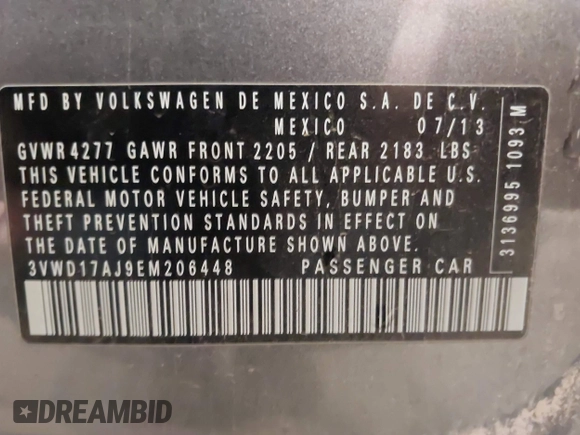 MFD BY VOLKSWAGEN DE MEXICO S.A. DE C.V.
MEXICO 07/13
GVWR 4277 GAWR FRONT 2205 / REAR 2183 LBS
THIS VEHICLE CONFORMS TO ALL APPLICABLE U.S.
FEDERAL MOTOR VEHICLE SAFETY, BUMPER AND
THEFT PREVENTION STANDARDS IN EFFECT ON
THE DATE OF MANUFACTURE SHOWN ABOVE.
3VWD17AJ9EM206448 PASSENGER CAR
3136995 1093 M
DREAMBID